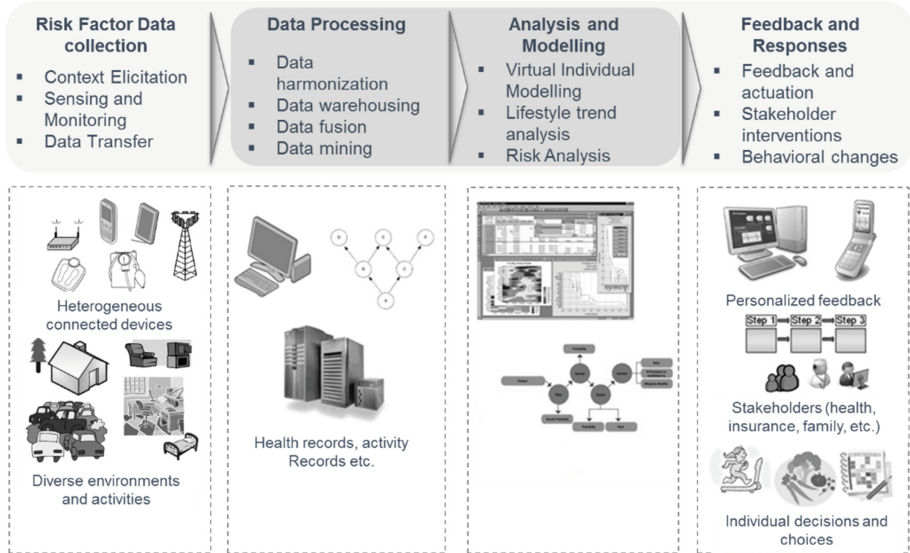 Risk Factor Data
collection
▪ Context Elicitation
▪ Sensing and
Monitoring
▪ Data Transfer
Data Processing
▪ Data
harmonization
▪ Data warehousing
▪ Data fusion
▪ Data mining
Analysis and
Modelling
▪ Virtual Individual
Modelling
▪ Lifestyle trend
analysis
▪ Risk Analysis
Feedback and
Responses
▪ Feedback and
actuation
▪ Stakeholder
interventions
▪ Behavioral changes
Heterogeneous
connected devices
Diverse environments
and activities
Health records, activity
Records etc.
Personalized feedback
Step 1
Step 2
Step 3
Stakeholders (health,
insurance, family, etc.)
Individual decisions and
choices